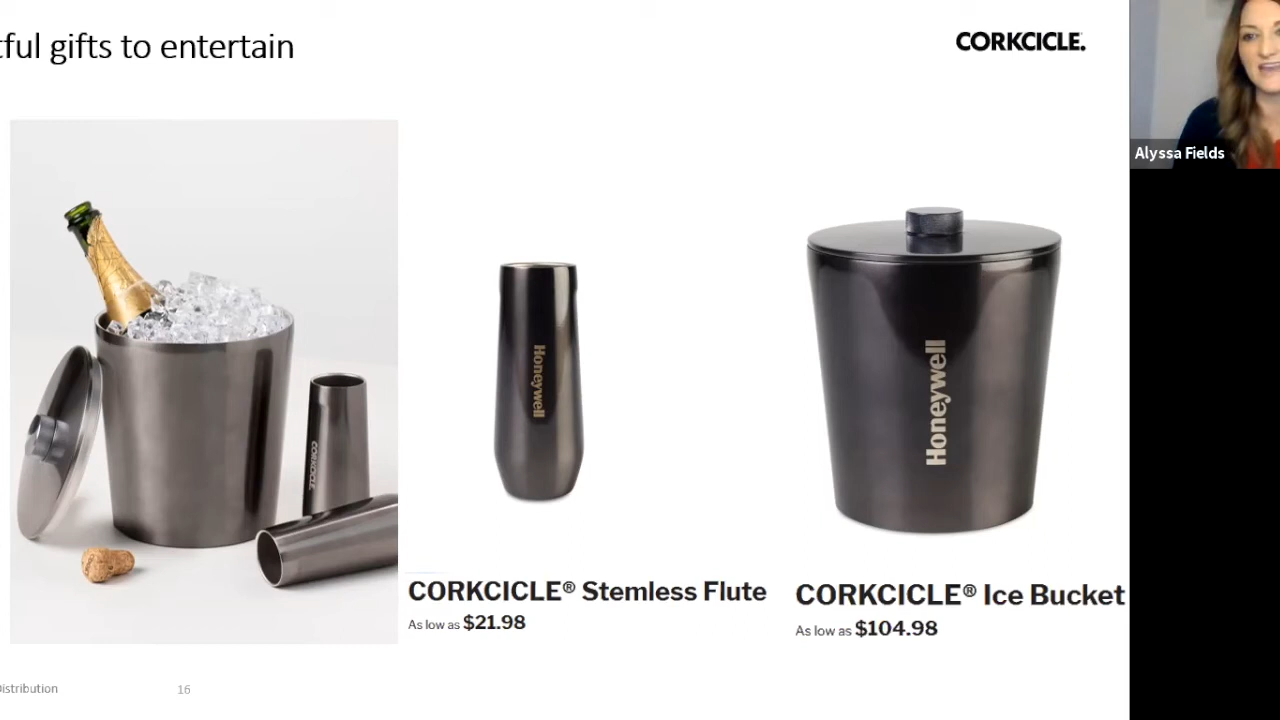 tful gifts to entertain
CORKCICLE.
Alyssa Fields
CORKCICLE.
Honeywell
Honeywell
CORKCICLE® Stemless Flute
As low as $21.98
CORKCICLE® Ice Bucket
As low as $104.98
Distribution
16